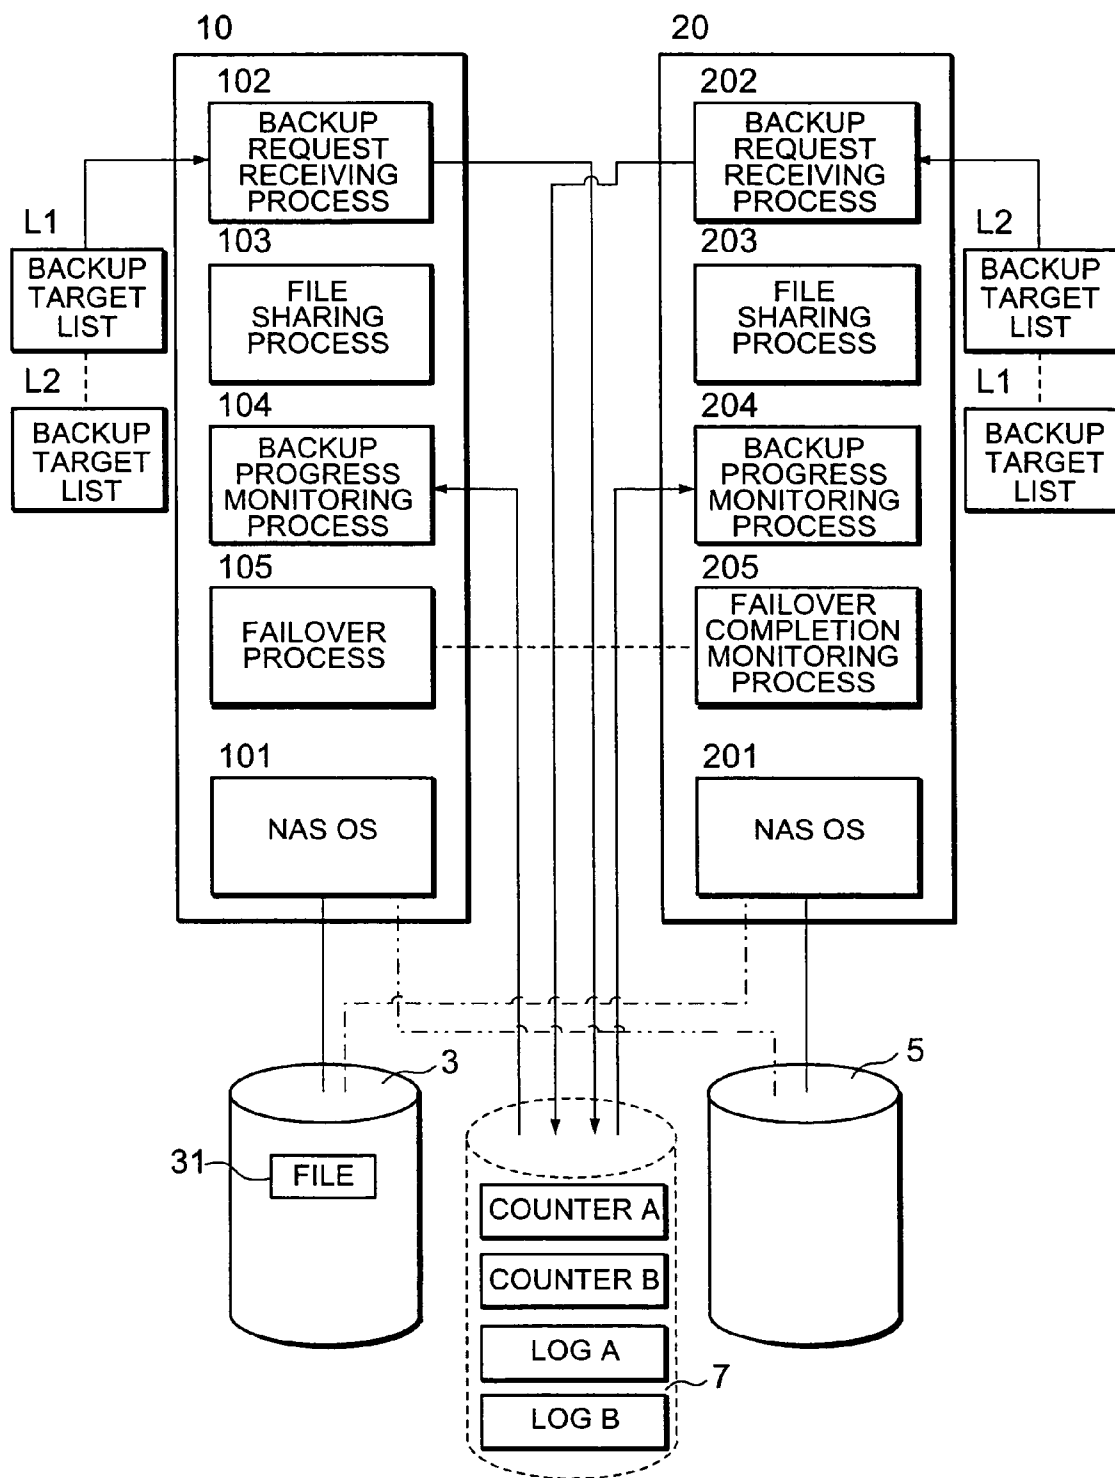 10
102
BACKUP
REQUEST
RECEIVING
PROCESS
L1
BACKUP
TARGET
LIST
L2
BACKUP
TARGET
LIST
103
FILE
SHARING
PROCESS
104
BACKUP
PROGRESS
MONITORING
PROCESS
105
FAILOVER
PROCESS
101
NAS OS
20
202
BACKUP
REQUEST
RECEIVING
PROCESS
L2
BACKUP
TARGET
LIST
L1
BACKUP
TARGET
LIST
203
FILE
SHARING
PROCESS
204
BACKUP
PROGRESS
MONITORING
PROCESS
205
FAILOVER
COMPLETION
MONITORING
PROCESS
201
NAS OS
3
31
FILE
5
COUNTER A
COUNTER B
LOG A
7
LOG B